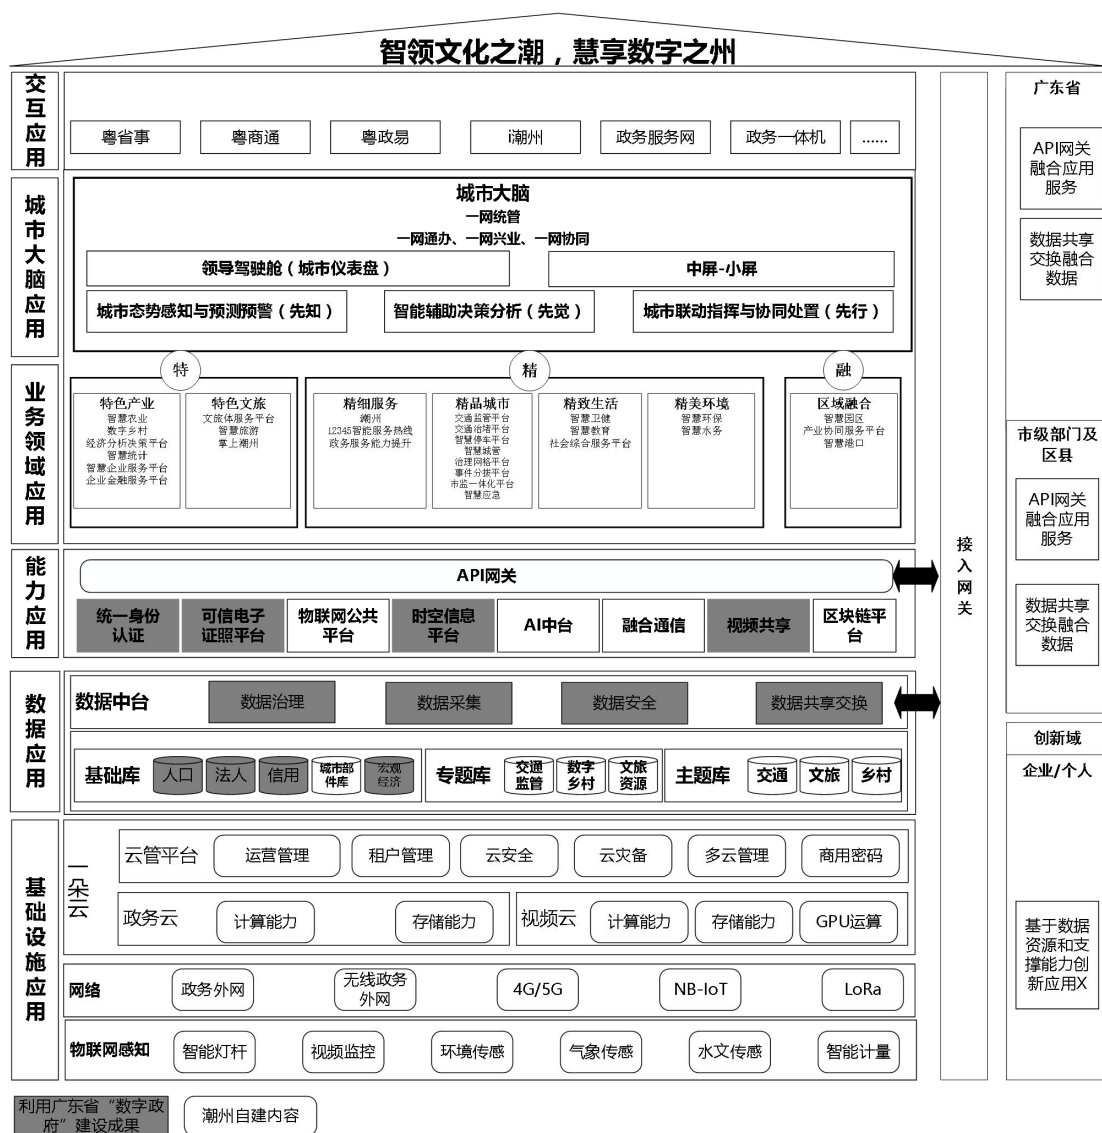 智领文化之潮，慧享数字之州
交互应用
粤省事
粤商通
粤政易
i潮州
政务服务网
政务一体机
......
城市大脑应用
城市大脑
一网统管
一网通办、一网兴业、一网协同
领导驾驶舱（城市仪表盘）
中屏-小屏
城市态势感知与预测预警（先知）
智能辅助决策分析（先觉）
城市联动指挥与协同处置（先行）
业务领域应用
特
特色产业
智慧农业
数字乡村
经济分析决策平台
智慧统计
智慧企业服务平台
企业金融服务平台
特色文旅
文旅体服务平台
智慧旅游
掌上潮州
精
精细服务
i潮州
12345智能服务热线
政务服务能力提升
精品城市
交通监管平台
交通治堵平台
智慧停车平台
智慧城管
治理网格平台
事件分拨平台
市监一体化平台
智慧应急
精致生活
智慧卫健
智慧教育
社会综合服务平台
精美环境
智慧环保
智慧水务
融
区域融合
智慧园区
产业协同服务平台
智慧港口
能力应用
API网关
统一身份
认证
可信电子
证照平台
物联网公共
平台
时空信息
平台
AI中台
融合通信
视频共享
区块链平
台
数据应用
数据中台
数据治理
数据采集
数据安全
数据共享交换
基础库
人口
法人
信用
城市部
件库
宏观
经济
专题库
交通
监管
数字
乡村
文旅
资源
主题库
交通
文旅
乡村
基础设施应用
一朵云
云管平台
运营管理
租户管理
云安全
云灾备
多云管理
商用密码
政务云
计算能力
存储能力
视频云
计算能力
存储能力
GPU运算
网络
政务外网
无线政务
外网
4G/5G
NB-IoT
LoRa
物联网感知
智能灯杆
视频监控
环境传感
气象传感
水文传感
智能计量
接入网关
广东省
API网关
融合应用
服务
数据共享
交换融合
数据
市级部门及
区县
API网关
融合应用
服务
数据共享
交换融合
数据
创新域
企业/个人
基于数据
资源和支
撑能力创
新应用X
利用广东省“数字政
府”建设成果
潮州自建内容